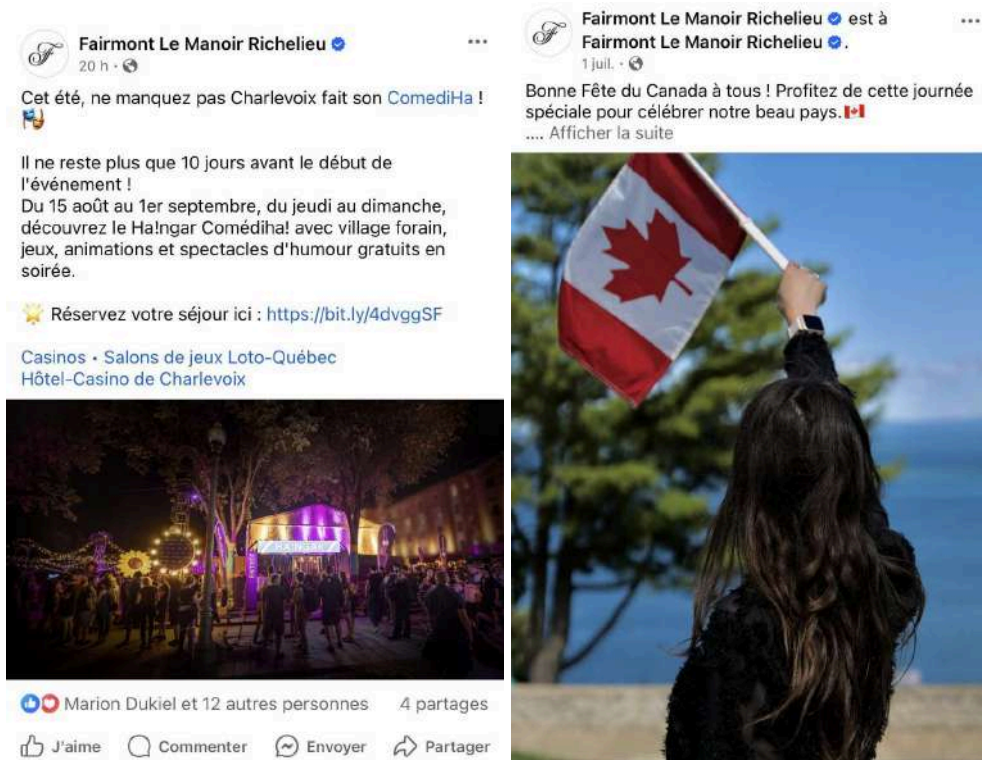 Fairmont Le Manoir Richelieu
20 h ·
Cet été, ne manquez pas Charlevoix fait son ComediHa !
Il ne reste plus que 10 jours avant le début de
l'événement !
Du 15 août au 1er septembre, du jeudi au dimanche,
découvrez le Ha!ngar Comédiha! avec village forain,
jeux, animations et spectacles d'humour gratuits en
soirée.
🌟 Réservez votre séjour ici : https://bit.ly/4dvggSF
Casinos • Salons de jeux Loto-Québec
Hôtel-Casino de Charlevoix
HA!NGAR
Marion Dukiel et 12 autres personnes 4 partages
J'aime Commenter Envoyer Partager
Fairmont Le Manoir Richelieu est à
Fairmont Le Manoir Richelieu .
1 juil. ·
Bonne Fête du Canada à tous ! Profitez de cette journée
spéciale pour célébrer notre beau pays.🇨🇦
.... Afficher la suite